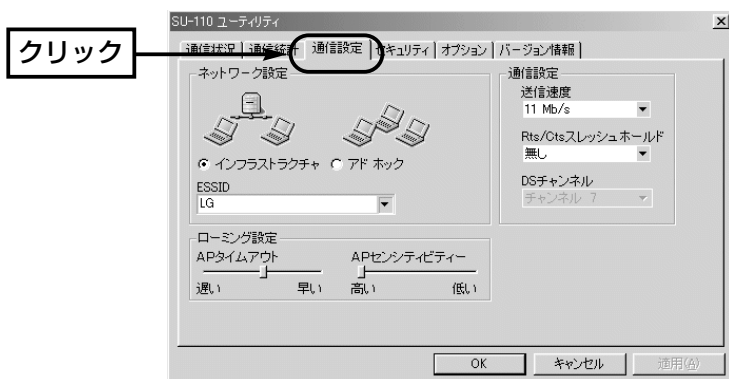 SU-110 ユーティリティ
クリック
通信状況 通信統計 通信設定 セキュリティ オプション バージョン情報
ネットワーク設定
インフラストラクチャ アド ホック
ESSID
LG
通信設定
送信速度
11 Mb/s
Rts/Ctsスレッシュホールド
無し
DSチャンネル
チャンネル 7
ローミング設定
APタイムアウト
遅い 早い
APセンシティビティー
高い 低い
OK キャンセル 適用(A)